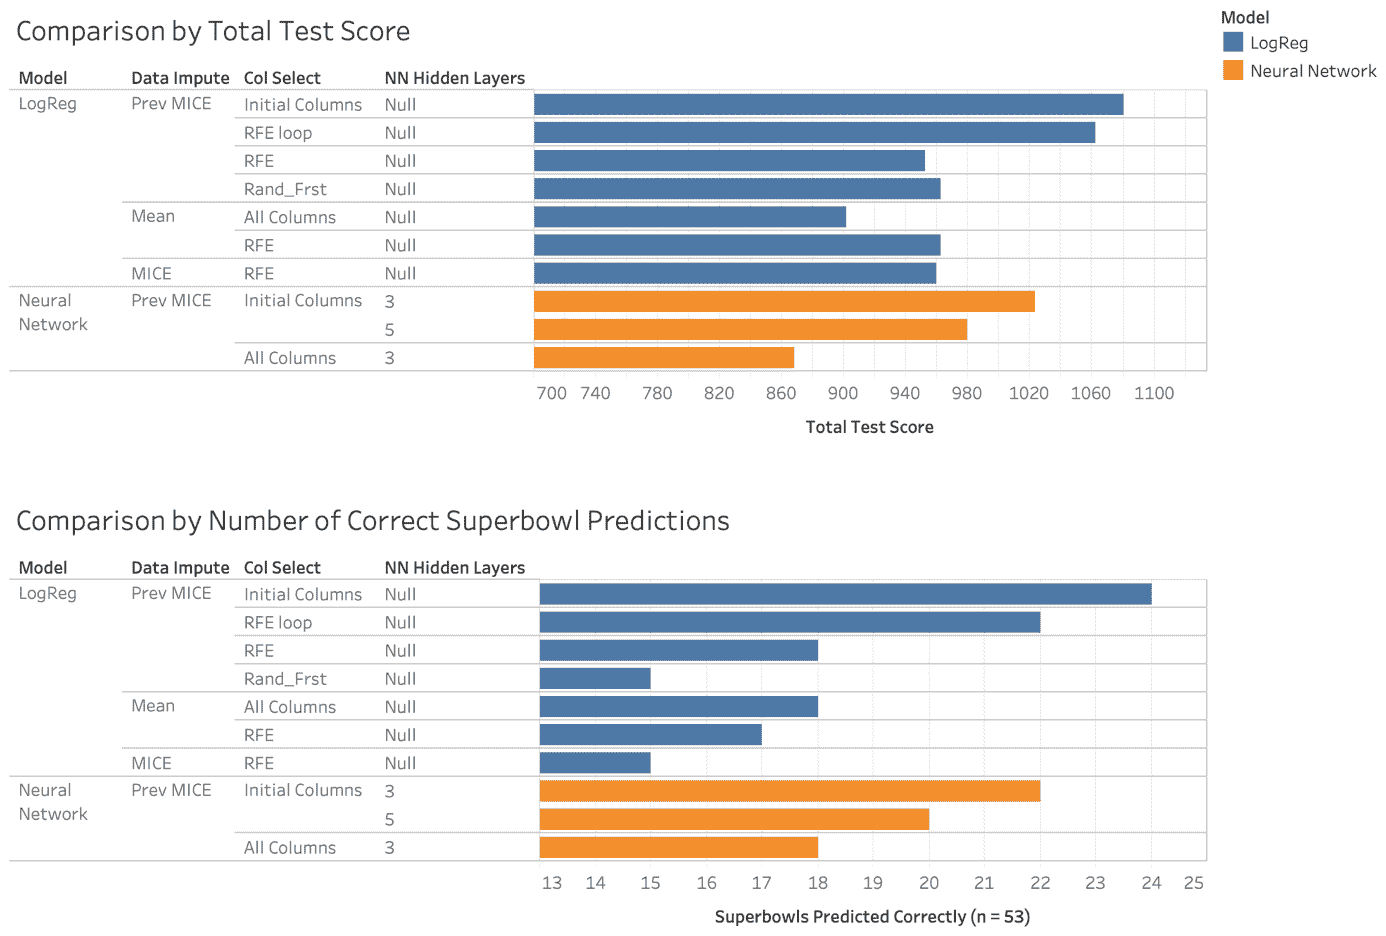 Comparison by Total Test Score
Model
LogReg
Neural Network
Model Data Impute Col Select NN Hidden Layers
LogReg Prev MICE Initial Columns Null
RFE loop Null
RFE Null
Rand_Frst Null
Mean All Columns Null
RFE Null
MICE RFE Null
Neural Network Prev MICE Initial Columns 3
5
All Columns 3
700 740 780 820 860 900 940 980 1020 1060 1100
Total Test Score
Comparison by Number of Correct Superbowl Predictions
Model Data Impute Col Select NN Hidden Layers
LogReg Prev MICE Initial Columns Null
RFE loop Null
RFE Null
Rand_Frst Null
Mean All Columns Null
RFE Null
MICE RFE Null
Neural Network Prev MICE Initial Columns 3
5
All Columns 3
13 14 15 16 17 18 19 20 21 22 23 24 25
Superbowls Predicted Correctly (n = 53)